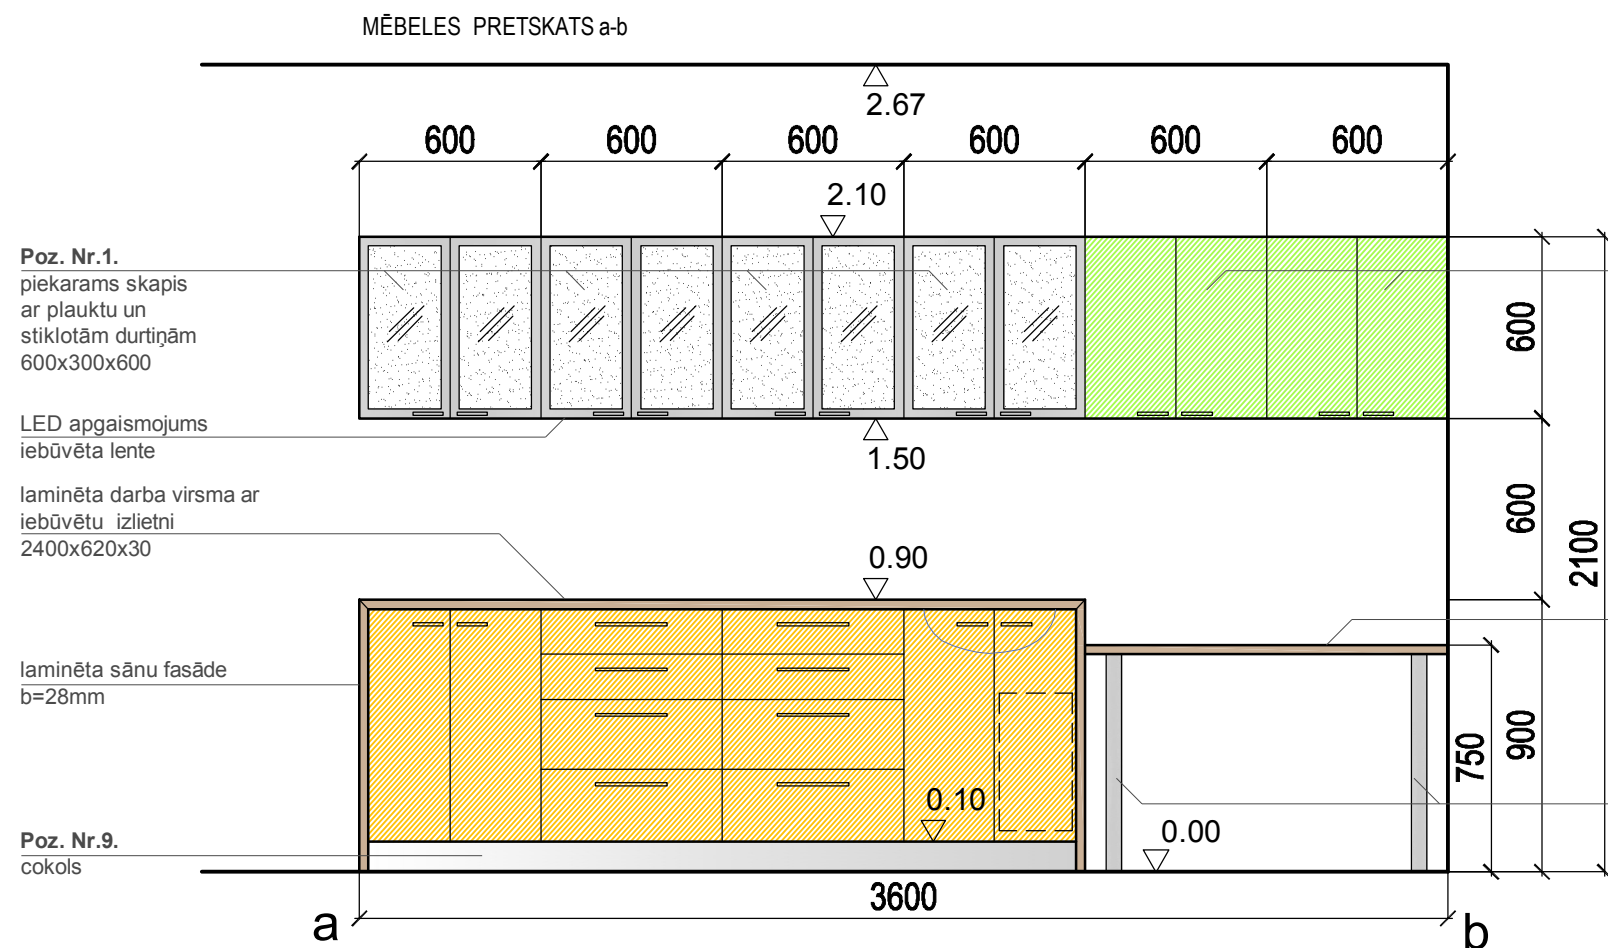 MĒBELES PRETSKATS a-b
2.67
600 600 600 600 600 600
2.10
Poz. Nr.1.
piekarams skapis
ar plauktu un
stiklotām durtiņām
600x300x600
600
LED apgaismojums
iebūvēta lente
1.50
laminēta darba virsma ar
iebūvētu izlietni
2400x620x30
600
2100
0.90
laminēta sānu fasāde
b=28mm
750
900
0.10
0.00
Poz. Nr.9.
cokols
3600
a
b